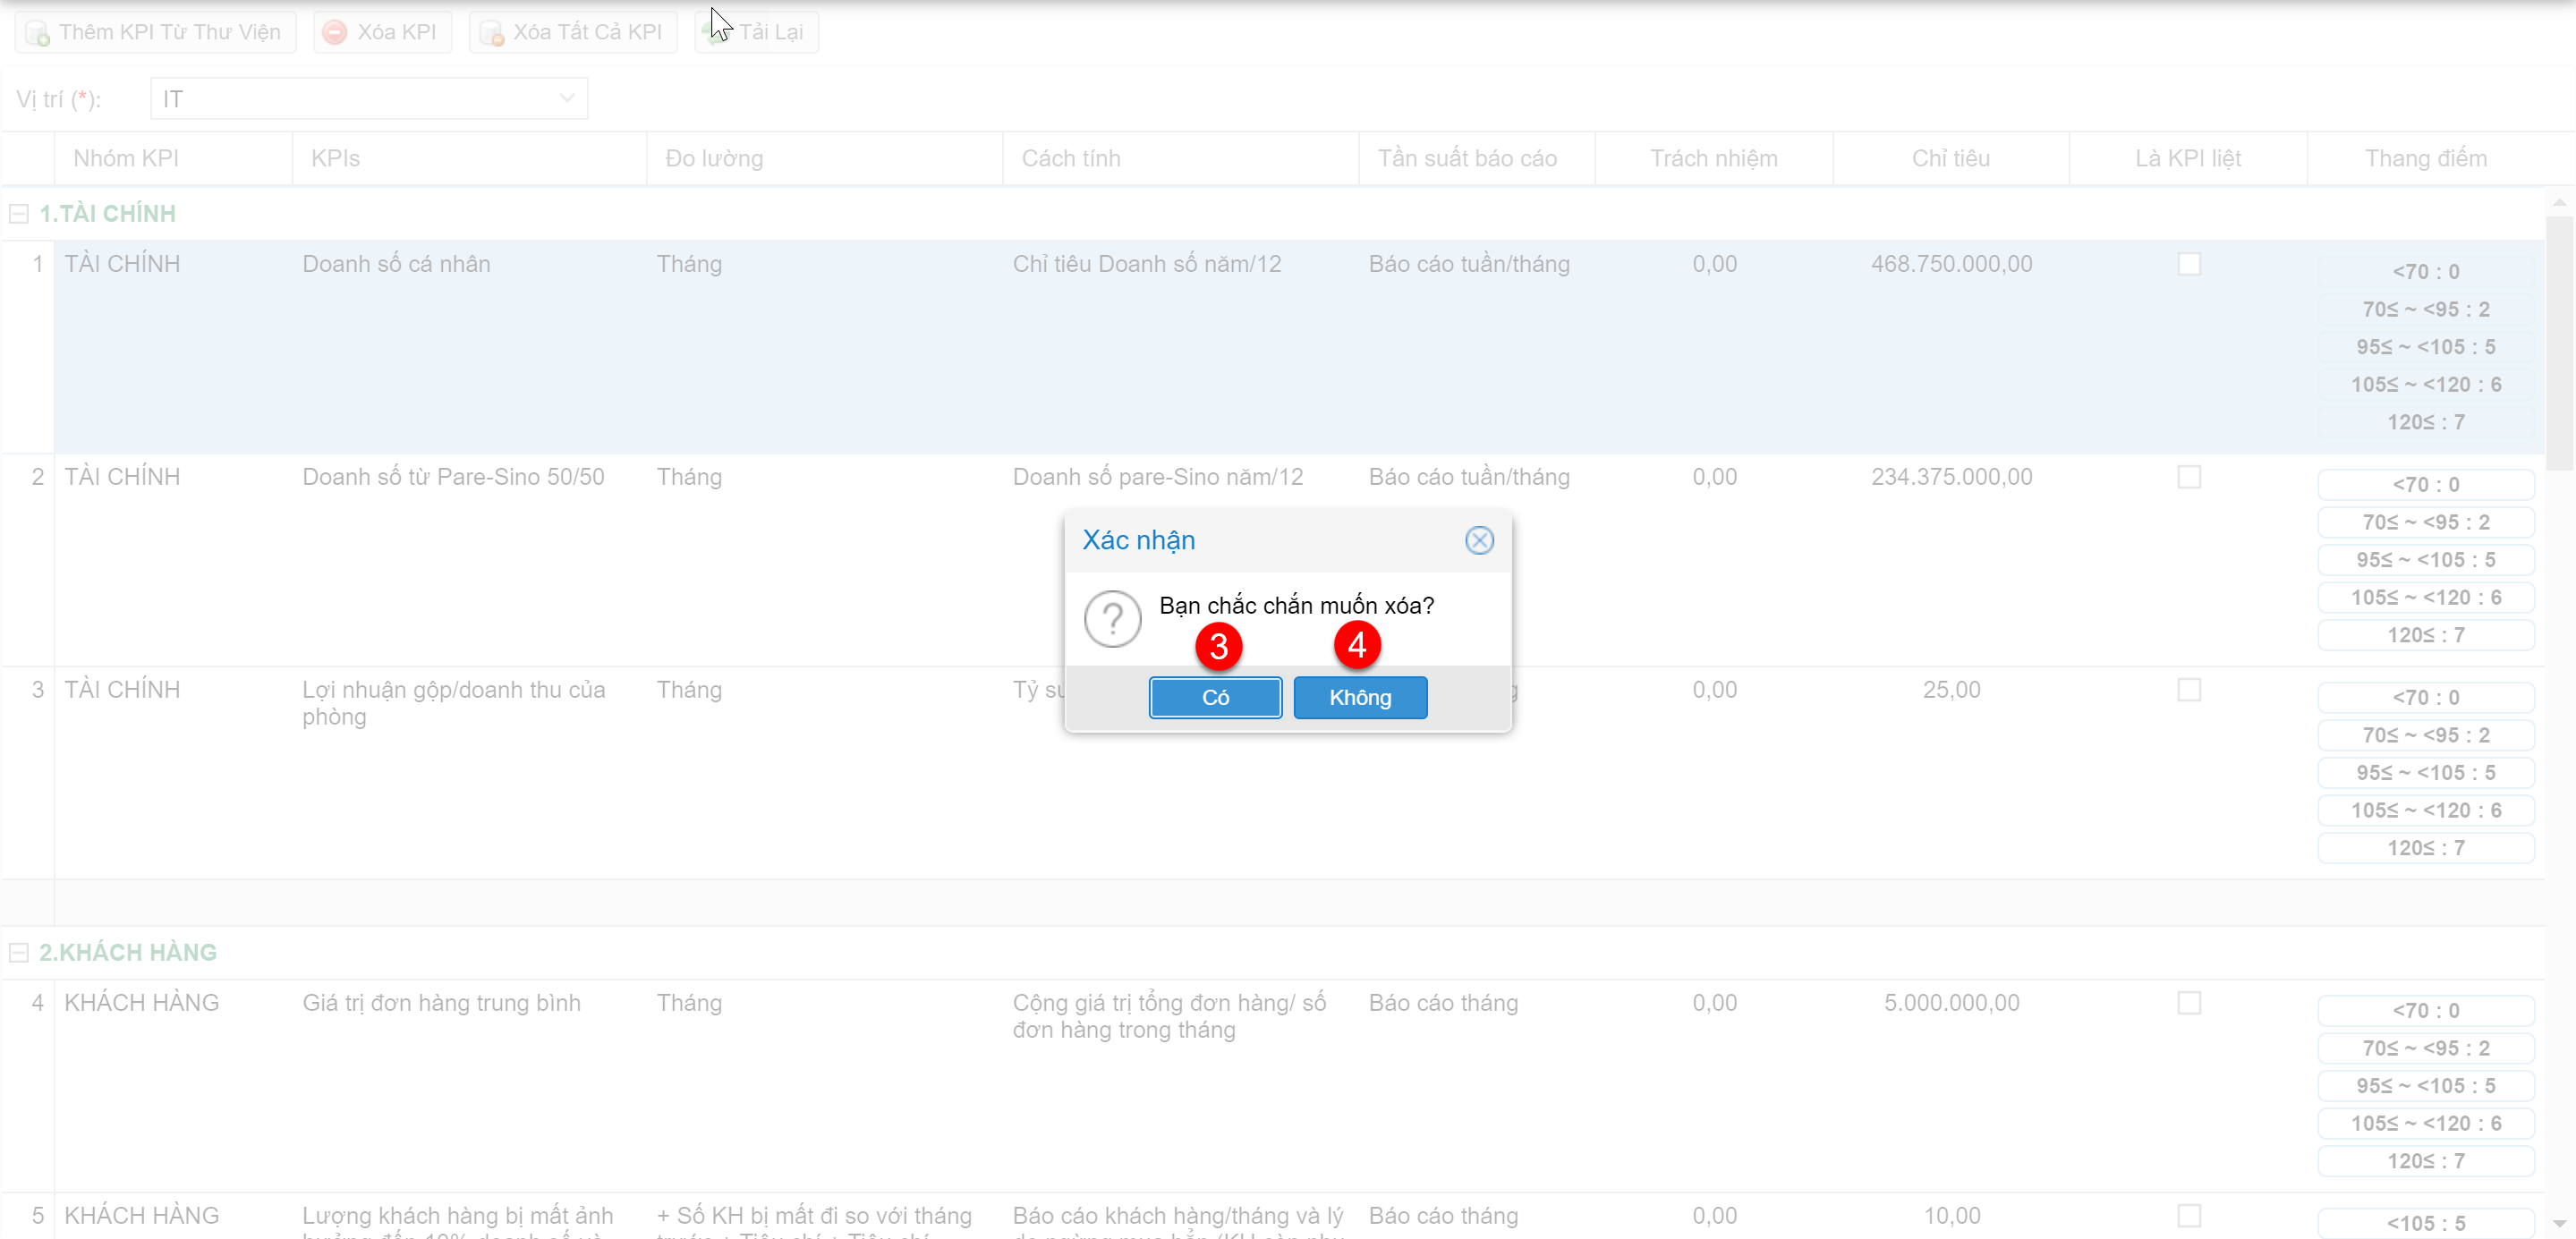 Thêm KPI Từ Thư Viện Xóa KPI Xóa Tất Cả KPI Tải Lại
Vị trí (*): IT
Nhóm KPI KPIs Đo lường Cách tính Tần suất báo cáo Trách nhiệm Chỉ tiêu Là KPI liệt Thang điểm
1.TÀI CHÍNH
1 TÀI CHÍNH Doanh số cá nhân Tháng Chỉ tiêu Doanh số năm/12 Báo cáo tuần/tháng 0,00 468.750.000,00
<70 : 0
70≤ ~ <95 : 2
95≤ ~ <105 : 5
105≤ ~ <120 : 6
120≤ : 7
2 TÀI CHÍNH Doanh số từ Pare-Sino 50/50 Tháng Doanh số pare-Sino năm/12 Báo cáo tuần/tháng 0,00 234.375.000,00
<70 : 0
70≤ ~ <95 : 2
95≤ ~ <105 : 5
105≤ ~ <120 : 6
120≤ : 7
Xác nhận
Bạn chắc chắn muốn xóa?
3 4
Có Không
3 TÀI CHÍNH Lợi nhuận gộp/doanh thu của Tháng Tỷ 0,00 25,00
phòng
<70 : 0
70≤ ~ <95 : 2
95≤ ~ <105 : 5
105≤ ~ <120 : 6
120≤ : 7
2.KHÁCH HÀNG
4 KHÁCH HÀNG Giá trị đơn hàng trung bình Tháng Cộng giá trị tổng đơn hàng/ số Báo cáo tháng 0,00 5.000.000,00
đơn hàng trong tháng
<70 : 0
70≤ ~ <95 : 2
95≤ ~ <105 : 5
105≤ ~ <120 : 6
120≤ : 7
5 KHÁCH HÀNG Lượng khách hàng bị mất ảnh + Số KH bị mất đi so với tháng Báo cáo khách hàng/tháng và lý Báo cáo tháng 0,00 10,00
<105 : 5